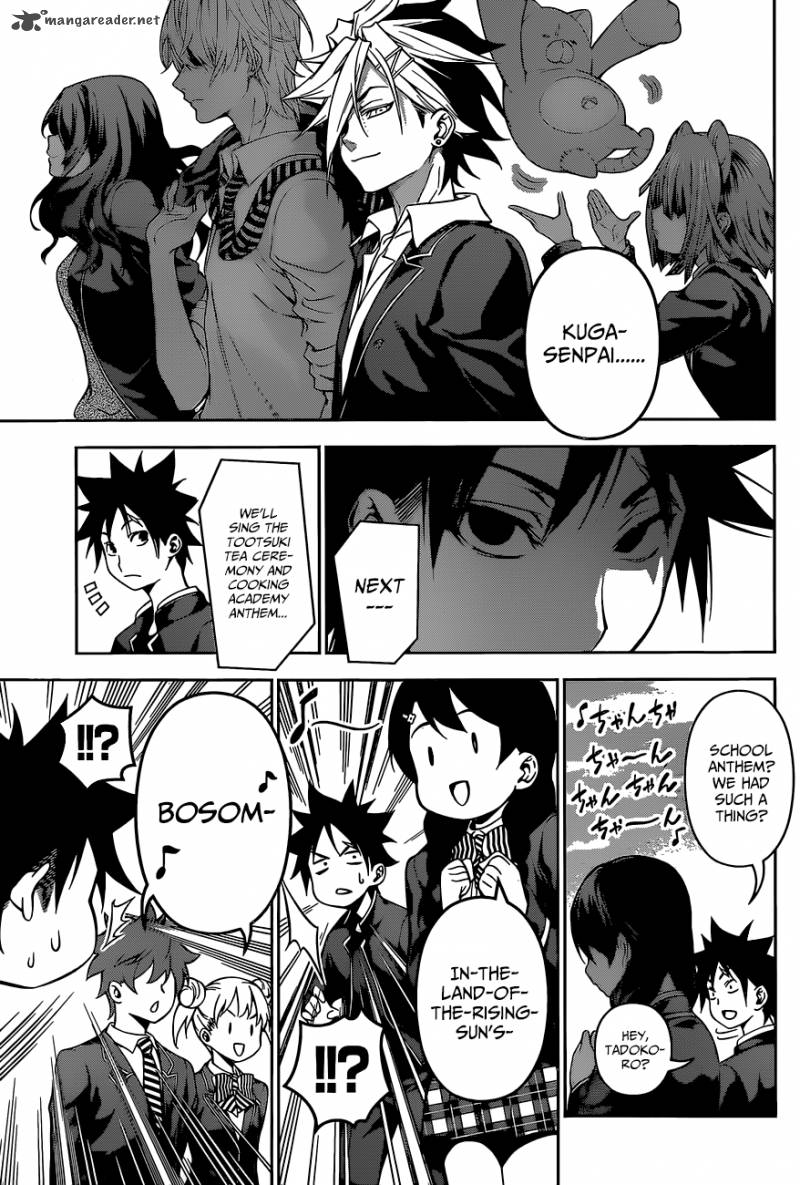 mangareader.net
KUGA-
SENPAI......
NEXT
---
WE'LL
SING THE
TOOTSUKI
TEA CERE-
MONY AND
COOKING
ACADEMY
ANTHEM...
SCHOOL
ANTHEM?
WE HAD
SUCH A
THING?
♪ちゃんちゃ
ちゃ〜ん
ちゃんちゃん
ちゃ〜ん♪
HEY,
TADOKO-
RO?
IN-THE-
LAND-OF-
THE-RISING-
SUN'S-
!!?
BOSOM-
!!?